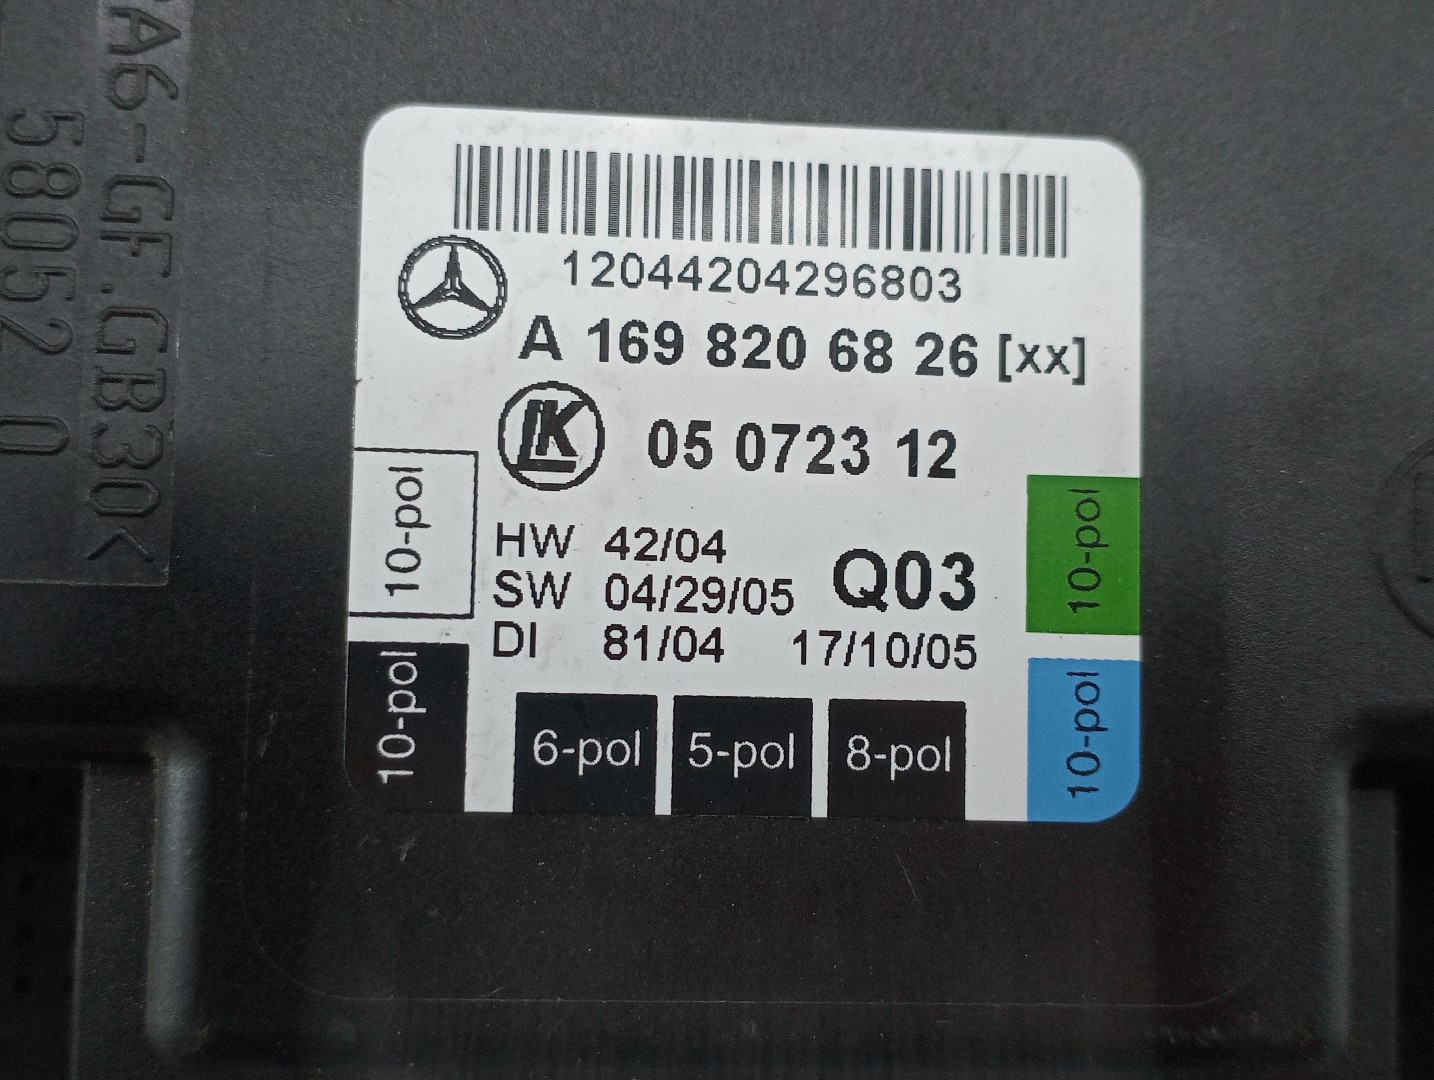 12044204296803
A 169 820 68 26 [xx]
LK 05 0723 12
HW 42/04
SW 04/29/05 Q03
DI 81/04 17/10/05
10-pol
10-pol
6-pol 5-pol 8-pol
10-pol
10-pol
PA6-GF.GB30<
58052 0